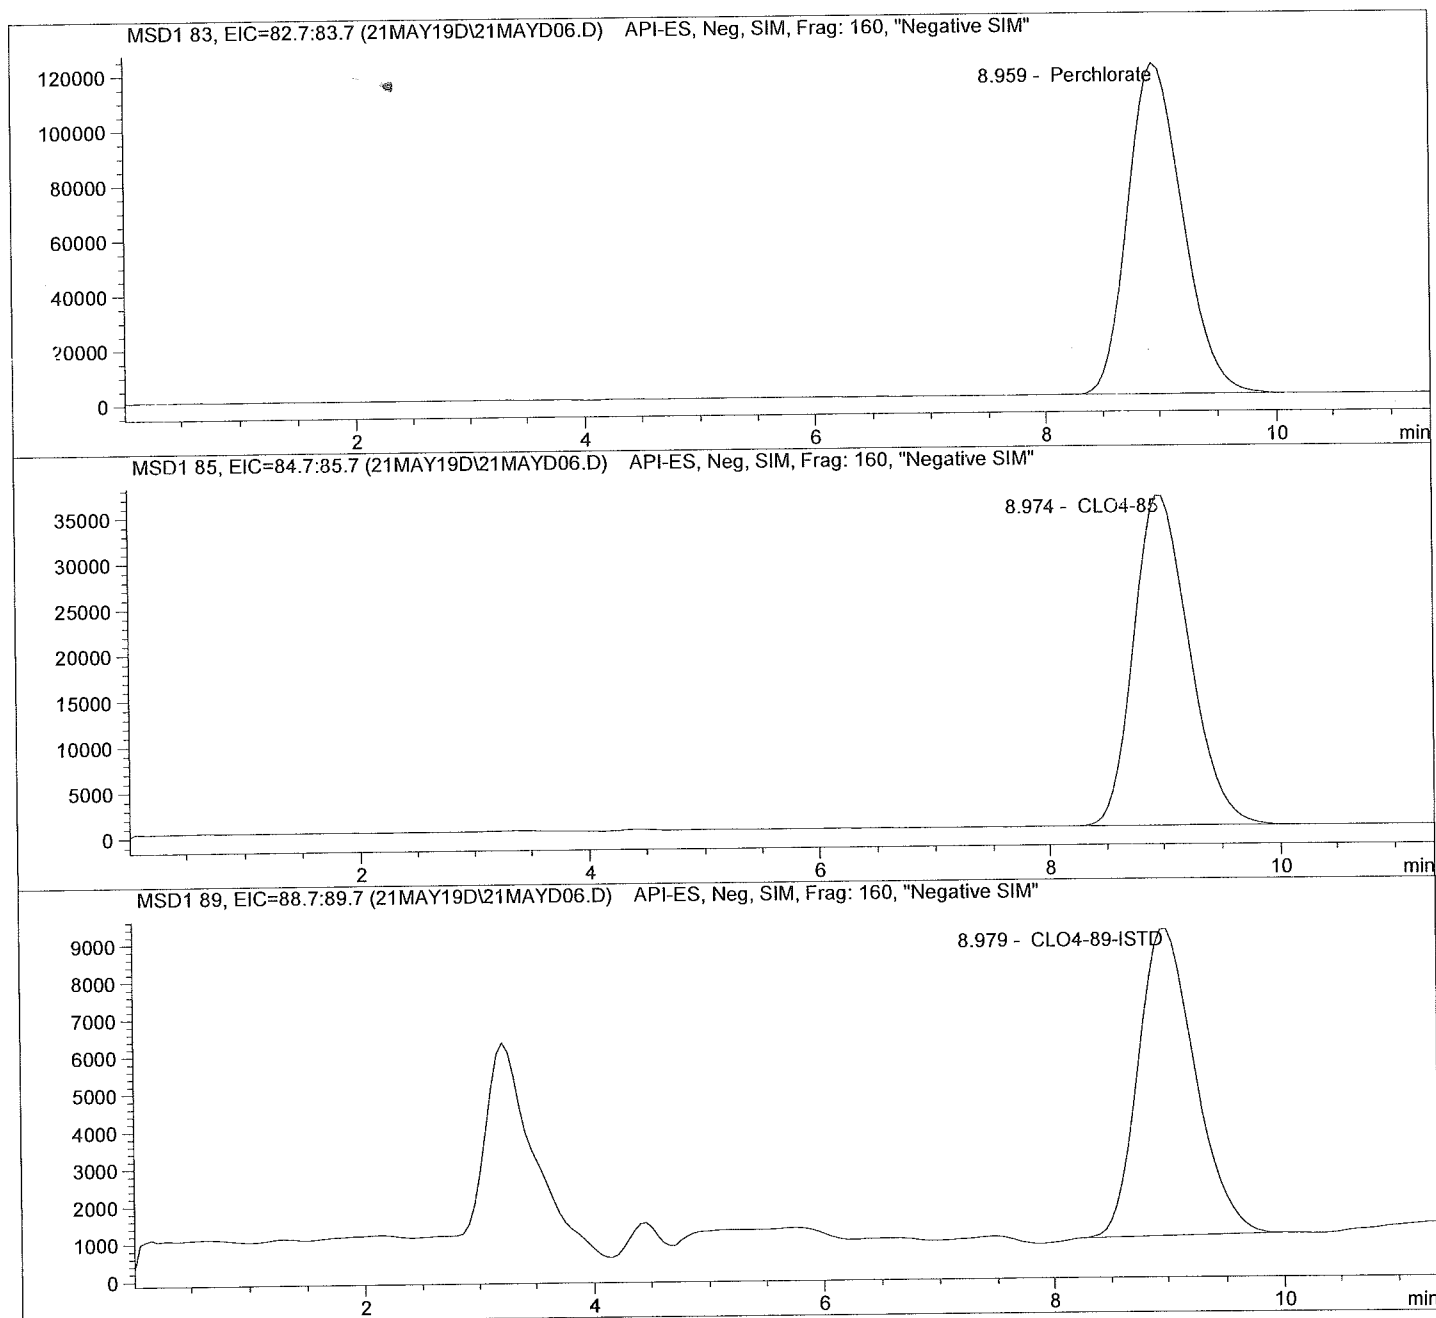 MSD1 83, EIC=82.7:83.7 (21MAY19D\21MAYD06.D) API-ES, Neg, SIM, Frag: 160, "Negative SIM"
8.959 - Perchlorate
120000
100000
80000
60000
40000
20000
0
2 4 6 8 10 min
MSD1 85, EIC=84.7:85.7 (21MAY19D\21MAYD06.D) API-ES, Neg, SIM, Frag: 160, "Negative SIM"
8.974 - CLO4-85
35000
30000
25000
20000
15000
10000
5000
0
2 4 6 8 10 min
MSD1 89, EIC=88.7:89.7 (21MAY19D\21MAYD06.D) API-ES, Neg, SIM, Frag: 160, "Negative SIM"
8.979 - CLO4-89-ISTD
9000
8000
7000
6000
5000
4000
3000
2000
1000
0
2 4 6 8 10 min